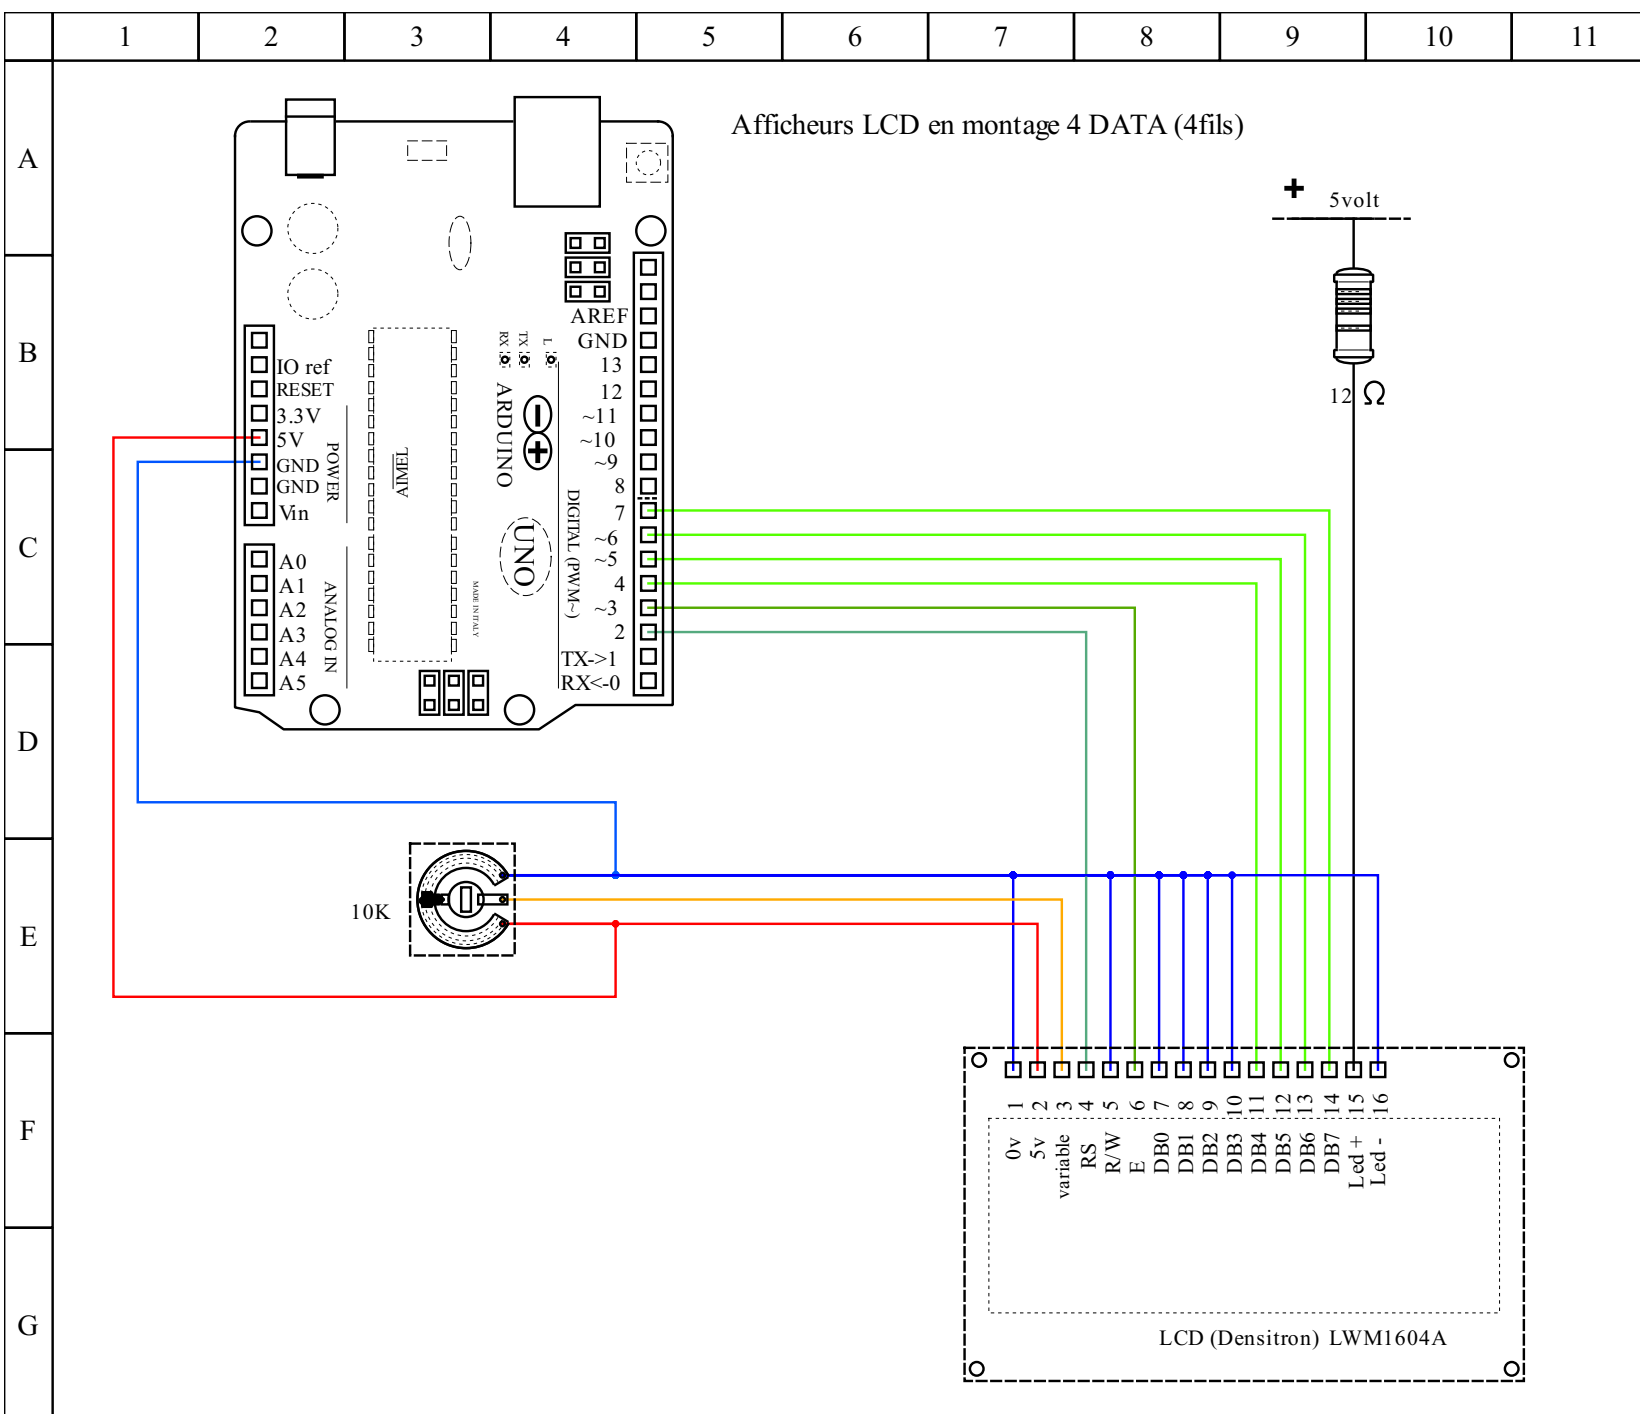 1 2 3 4 5 6 7 8 9 10 11
A
B
C
D
E
F
G
Afficheurs LCD en montage 4 DATA (4fils)
+ 5volt
12 Ω
IO ref
RESET
3.3V
5V
GND
GND
Vin
POWER
A0
A1
A2
A3
A4
A5
ANALOG IN
AIMEL
RX
TX
L
ARDUINO
UNO
MADE IN ITALY
DIGITAL (PWM~)
AREF
GND
13
12
~11
~10
~9
8
7
~6
~5
4
~3
2
TX->1
RX<-0
10K
1 0v
2 5v
3 variable
4 RS
5 R/W
6 E
7 DB0
8 DB1
9 DB2
10 DB3
11 DB4
12 DB5
13 DB6
14 DB7
15 Led +
16 Led -
LCD (Densitron) LWM1604A